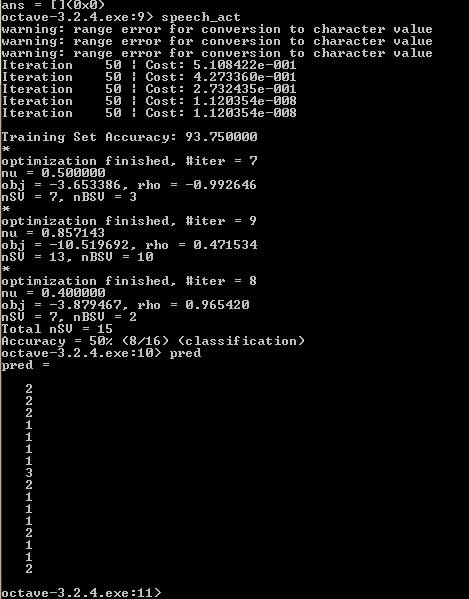 ans = [](0x0)
octave-3.2.4.exe:9> speech_act
warning: range error for conversion to character value
warning: range error for conversion to character value
warning: range error for conversion to character value
Iteration    50 | Cost: 5.108422e-001
Iteration    50 | Cost: 4.273360e-001
Iteration    50 | Cost: 2.732435e-001
Iteration    50 | Cost: 1.120354e-008
Iteration    50 | Cost: 1.120354e-008
Training Set Accuracy: 93.750000
*
optimization finished, #iter = 7
nu = 0.500000
obj = -3.653386, rho = -0.992646
nSV = 7, nBSV = 3
*
optimization finished, #iter = 9
nu = 0.857143
obj = -10.519692, rho = 0.471534
nSV = 13, nBSV = 10
*
optimization finished, #iter = 8
nu = 0.400000
obj = -3.879467, rho = 0.965420
nSV = 7, nBSV = 2
Total nSV = 15
Accuracy = 50% (8/16) (classification)
octave-3.2.4.exe:10> pred
pred =
2
2
2
1
1
1
1
3
2
1
1
1
2
1
1
2
octave-3.2.4.exe:11>